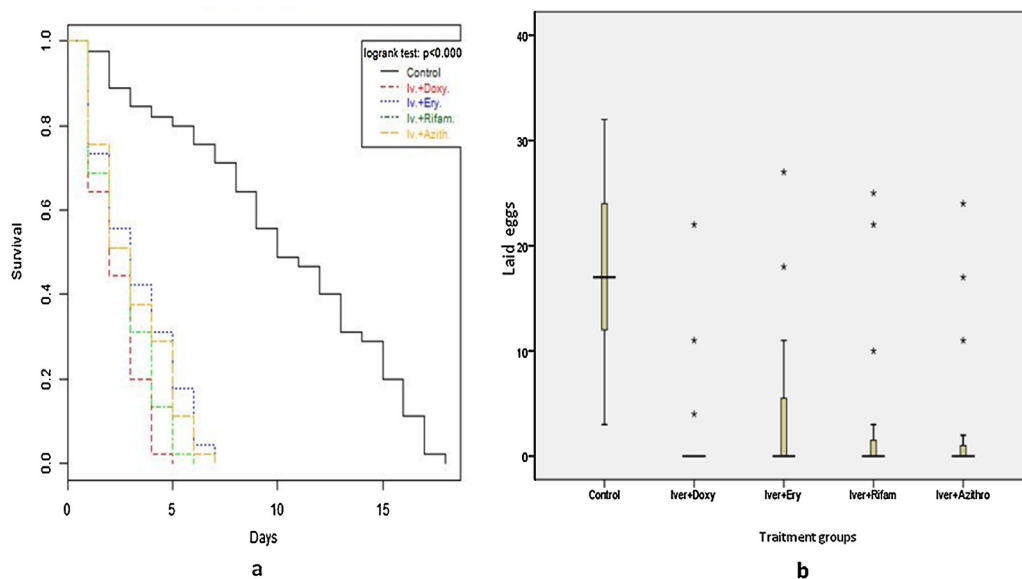 logrank test: p<0.000
Control
Iv.+Doxy.
Iv.+Ery.
Iv.+Rifam.
Iv.+Azith.
Survival
1.0
0.8
0.6
0.4
0.2
0.0
0 5 10 15
Days
a
Laid eggs
40
30
20
10
0
Control Iver+Doxy Iver+Ery Iver+Rifam Iver+Azithro
Traitment groups
b